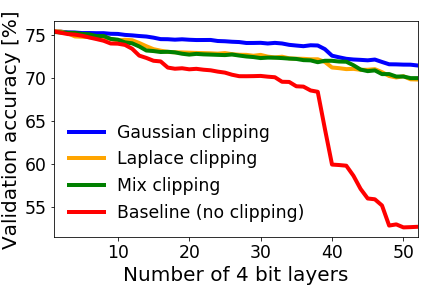 Validation accuracy [%]
75
70
65
60
55
Gaussian clipping
Laplace clipping
Mix clipping
Baseline (no clipping)
10 20 30 40 50
Number of 4 bit layers